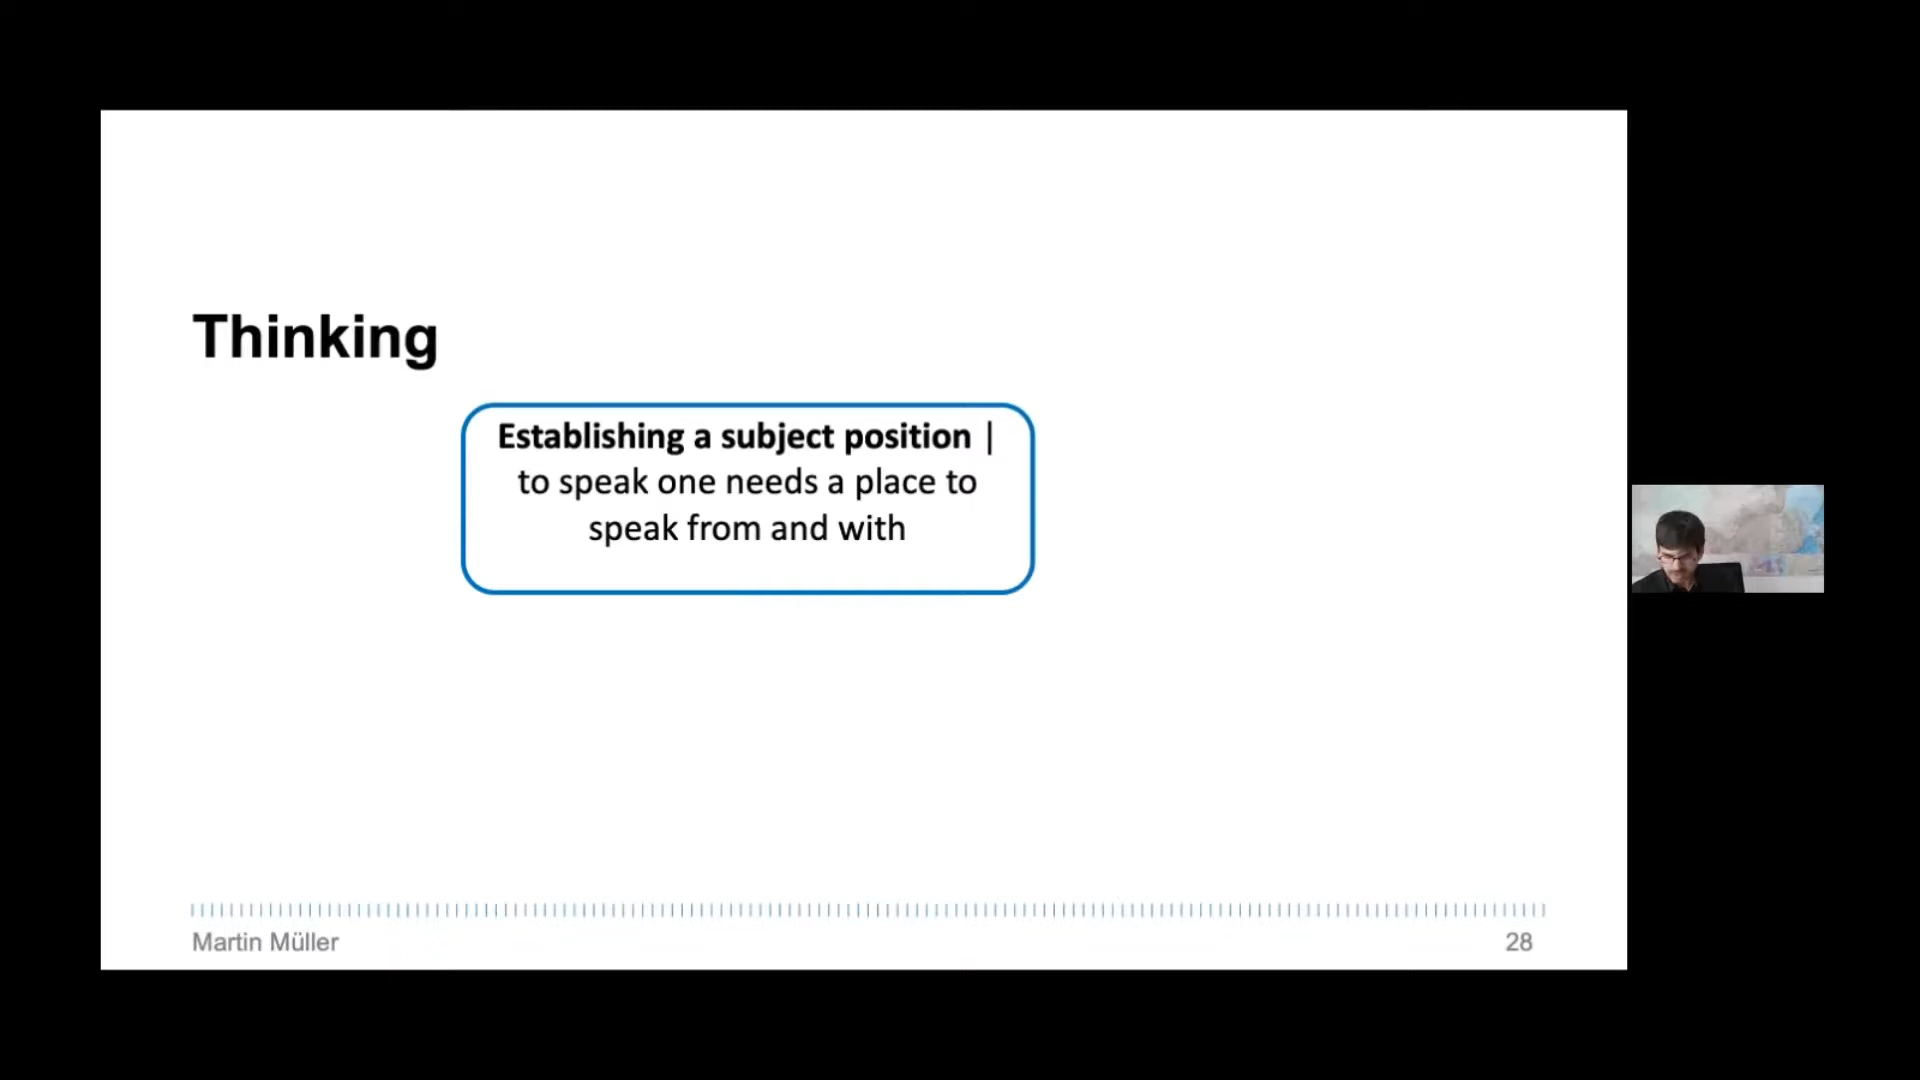 Thinking
Establishing a subject position |
to speak one needs a place to
speak from and with
Martin Müller
28